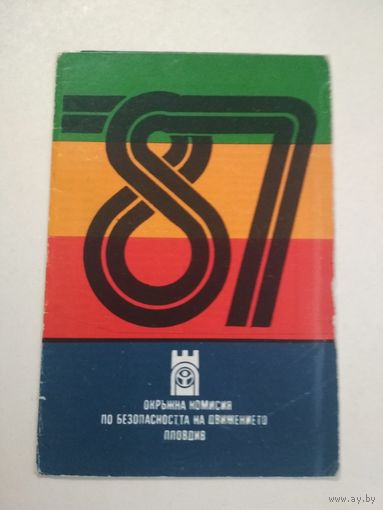 87
ОКРЪЖНА КОМИСИЯ
ПО БЕЗОПАСНОСТТА НА ДВИЖЕНИЕТО
ПЛОВДИВ
www.ay.by